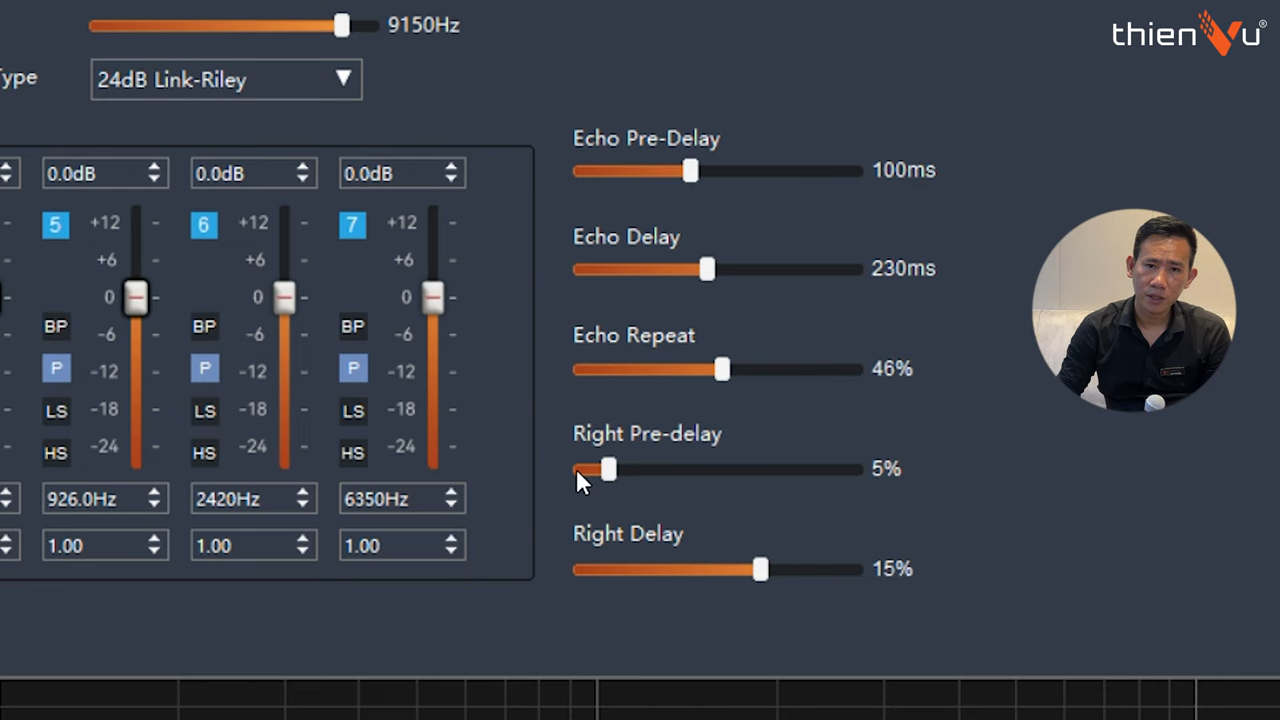 9150Hz
thienVu®
Type
24dB Link-Riley
Echo Pre-Delay
100ms
0.0dB 0.0dB 0.0dB
5 +12 6 +12 7 +12
Echo Delay
+6 +6 +6
230ms
0 0 0
BP -6 BP -6 BP -6
Echo Repeat
P -12 P -12 P -12
46%
LS -18 LS -18 LS -18
Right Pre-delay
HS -24 HS -24 HS -24
5%
926.0Hz 2420Hz 6350Hz
Right Delay
1.00 1.00 1.00
15%